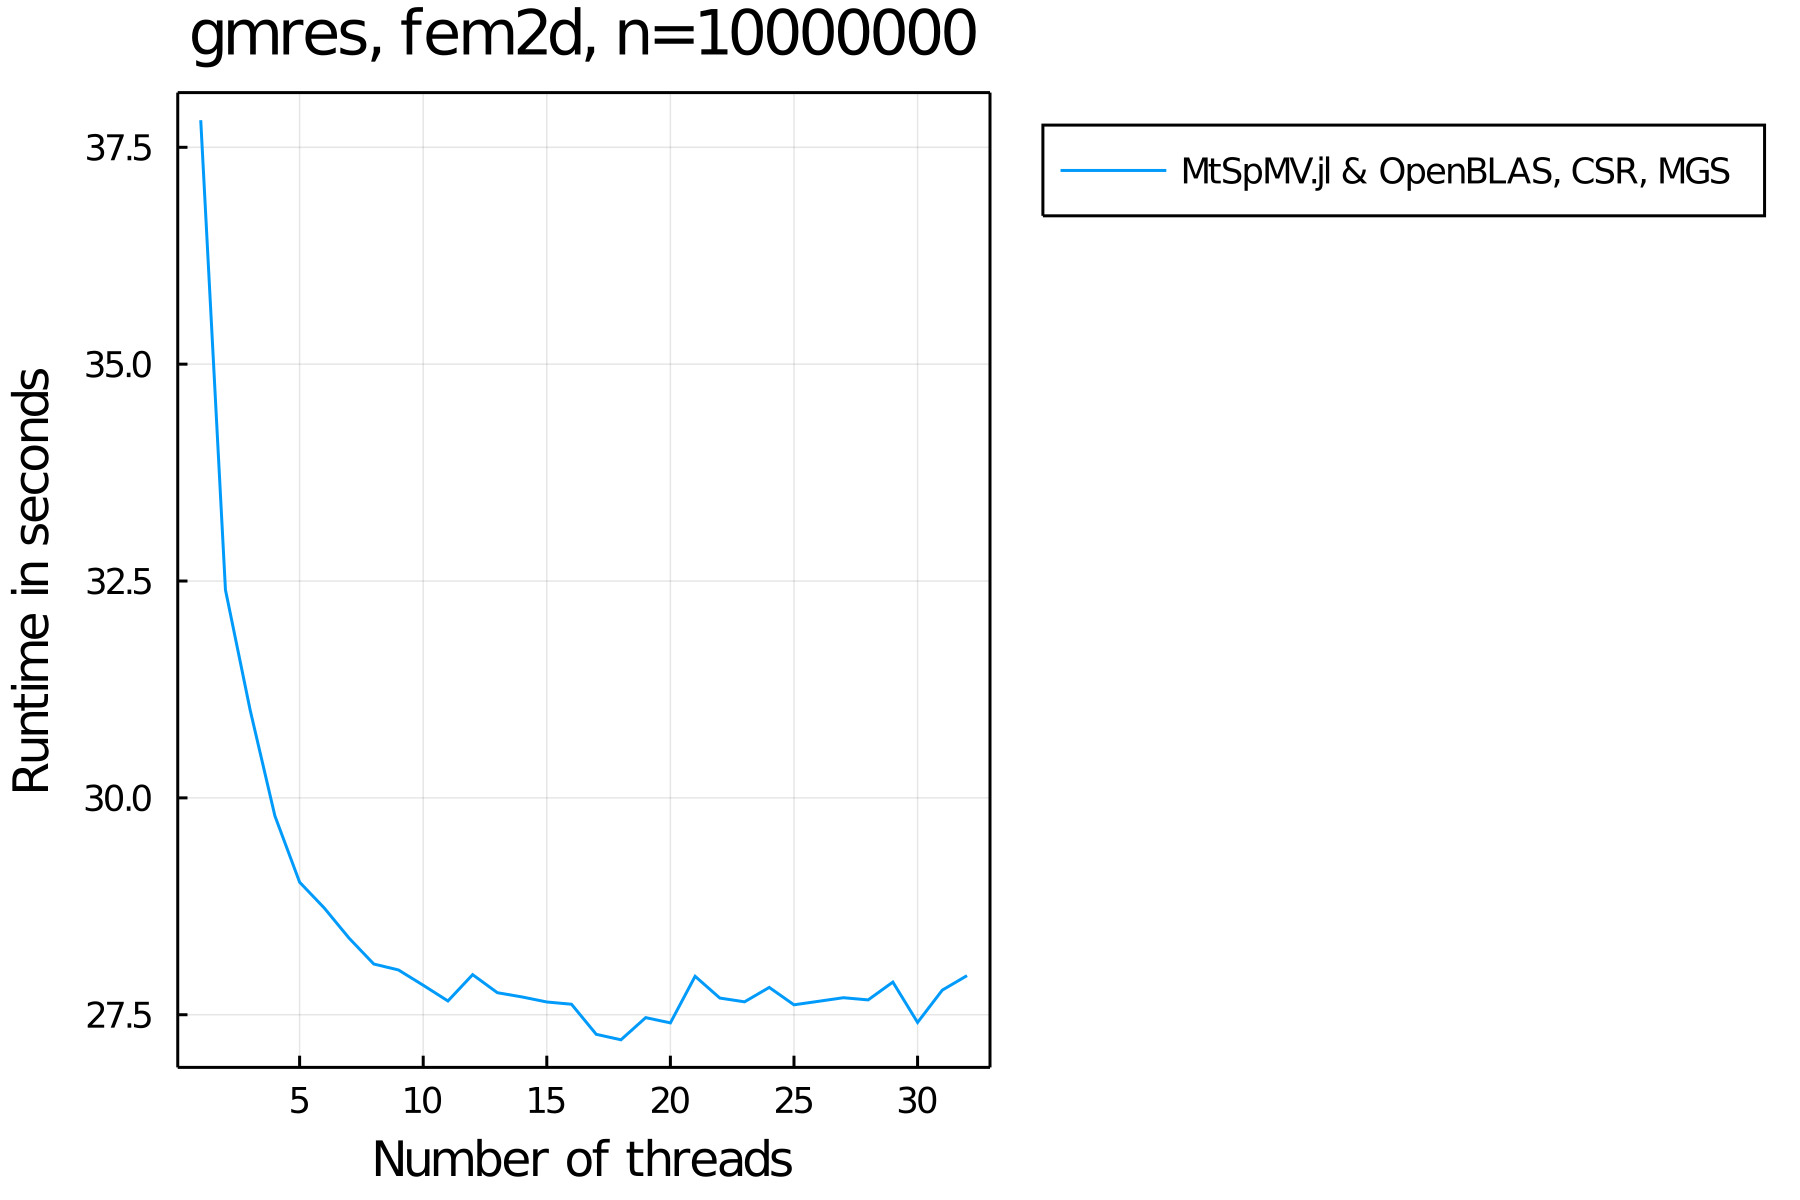 gmres, fem2d, n=10000000
MtSpMV.jl & OpenBLAS, CSR, MGS
Runtime in seconds
37.5
35.0
32.5
30.0
27.5
5 10 15 20 25 30
Number of threads